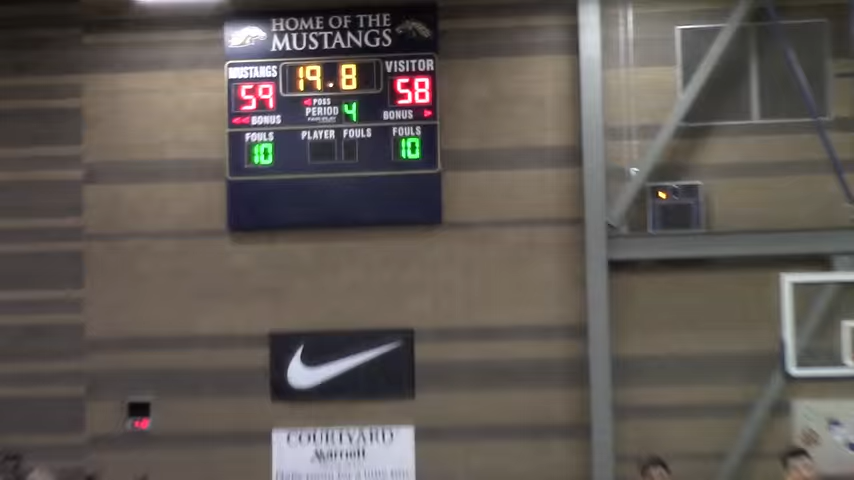 HOME OF THE
MUSTANGS
MUSTANGS 19.8 VISITOR
59 POSS 58
BONUS PERIOD 4 BONUS
FOULS PLAYER FOULS FOULS
10 10
COURTYARD
Marriott